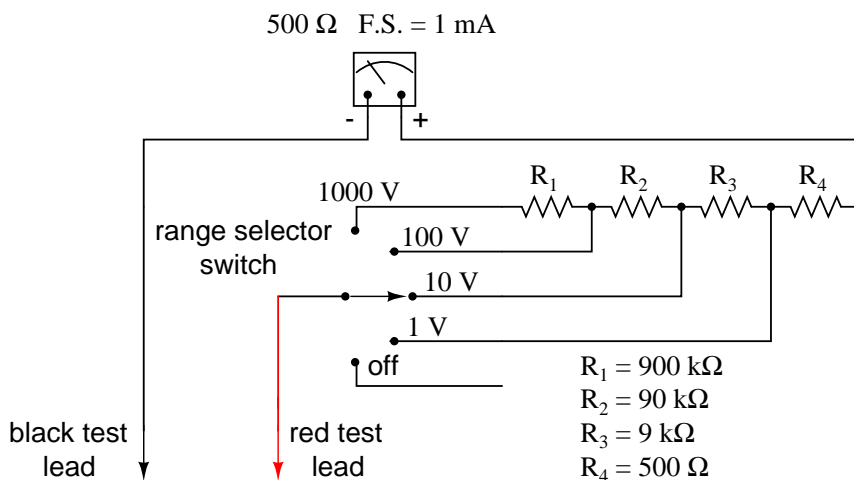 500 Ω F.S. = 1 mA
- +
R1 R2 R3 R4
1000 V
range selector
switch
100 V
10 V
1 V
off
R1 = 900 kΩ
R2 = 90 kΩ
R3 = 9 kΩ
R4 = 500 Ω
black test
lead
red test
lead